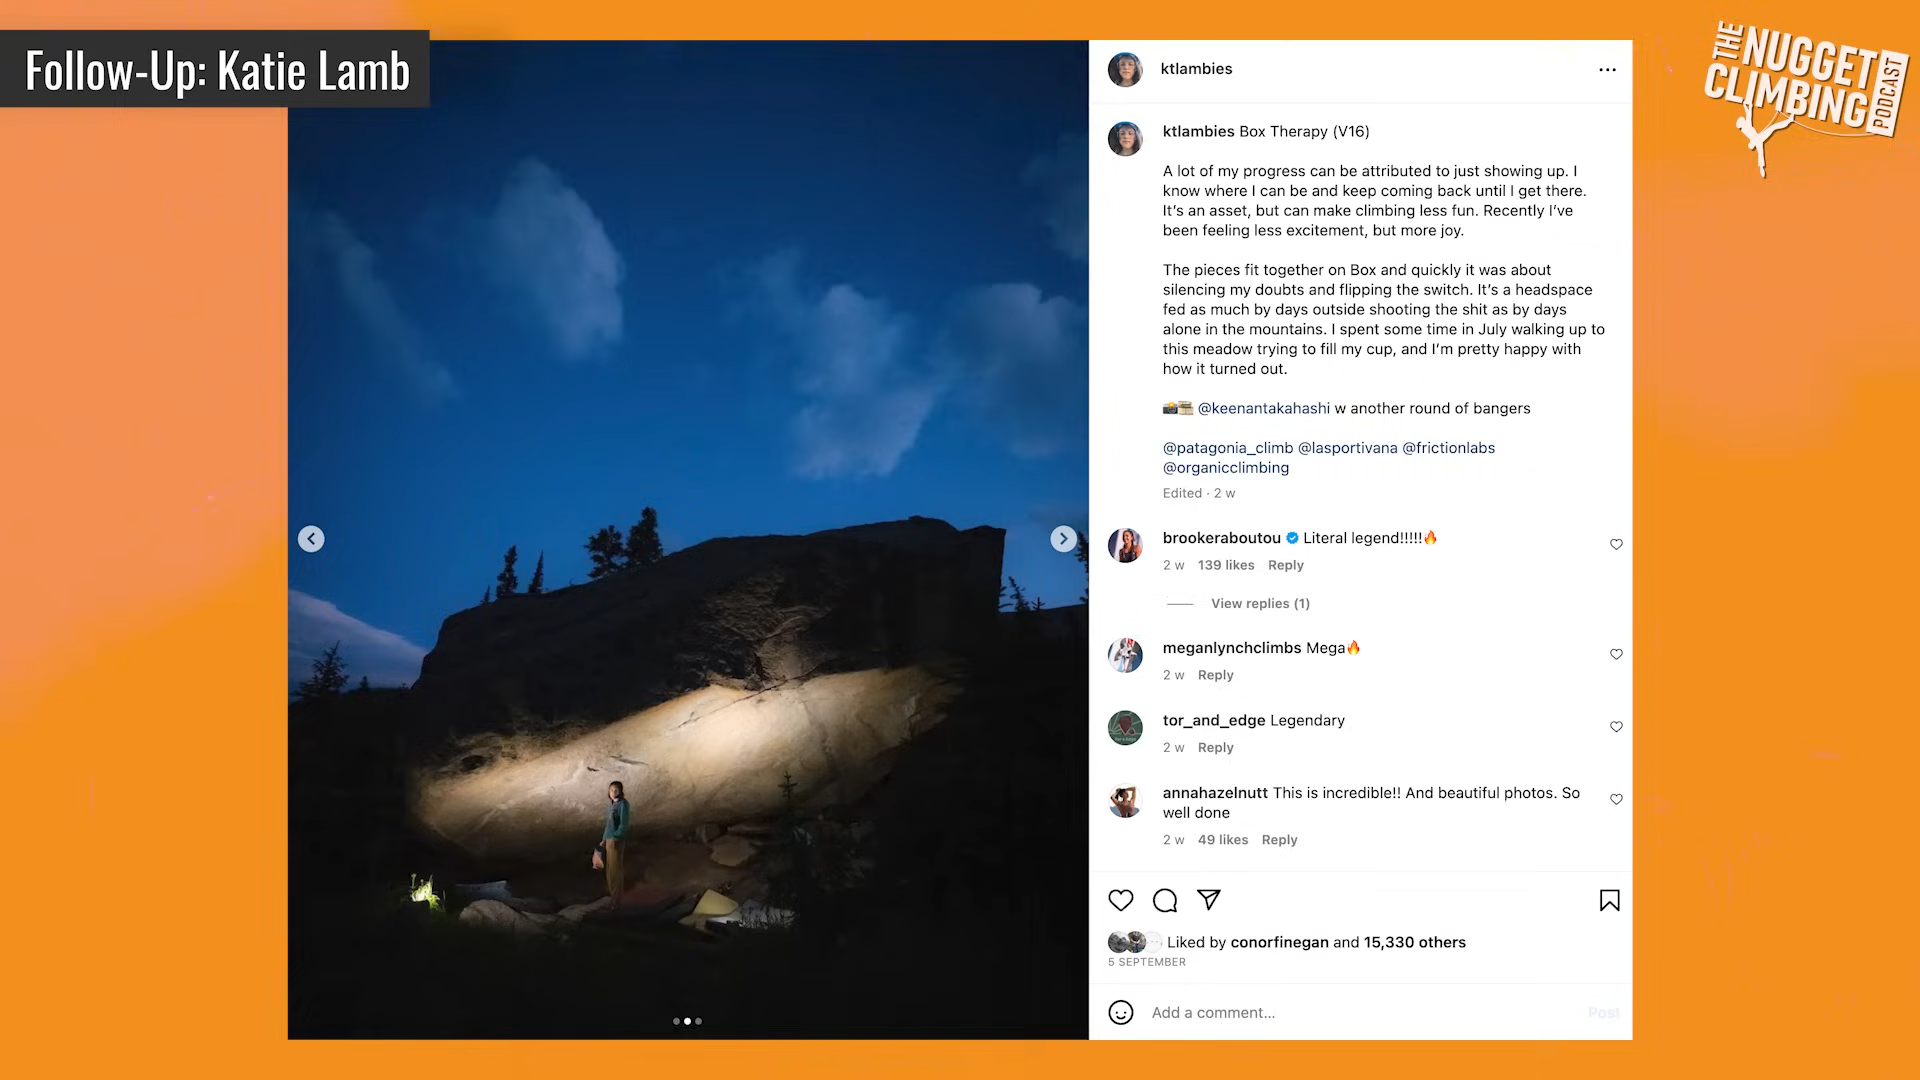 Follow-Up: Katie Lamb
THE
NUGGET
CLIMBING
PODCAST
ktlambies
ktlambies Box Therapy (V16)
A lot of my progress can be attributed to just showing up. I
know where I can be and keep coming back until I get there.
It's an asset, but can make climbing less fun. Recently I've
been feeling less excitement, but more joy.
The pieces fit together on Box and quickly it was about
silencing my doubts and flipping the switch. It's a headspace
fed as much by days outside shooting the shit as by days
alone in the mountains. I spent some time in July walking up to
this meadow trying to fill my cup, and I'm pretty happy with
how it turned out.
@keenantakahashi w another round of bangers
@patagonia_climb @lasportivana @frictionlabs
@organicclimbing
Edited · 2 w
brookeraboutou Literal legend!!!!!🔥
2 w 139 likes Reply
View replies (1)
meganlynchclimbs Mega🔥
2 w Reply
tor_and_edge Legendary
2 w Reply
annahazelnutt This is incredible!! And beautiful photos. So
well done
2 w 49 likes Reply
Liked by conorfinegan and 15,330 others
5 SEPTEMBER
Add a comment...
Post